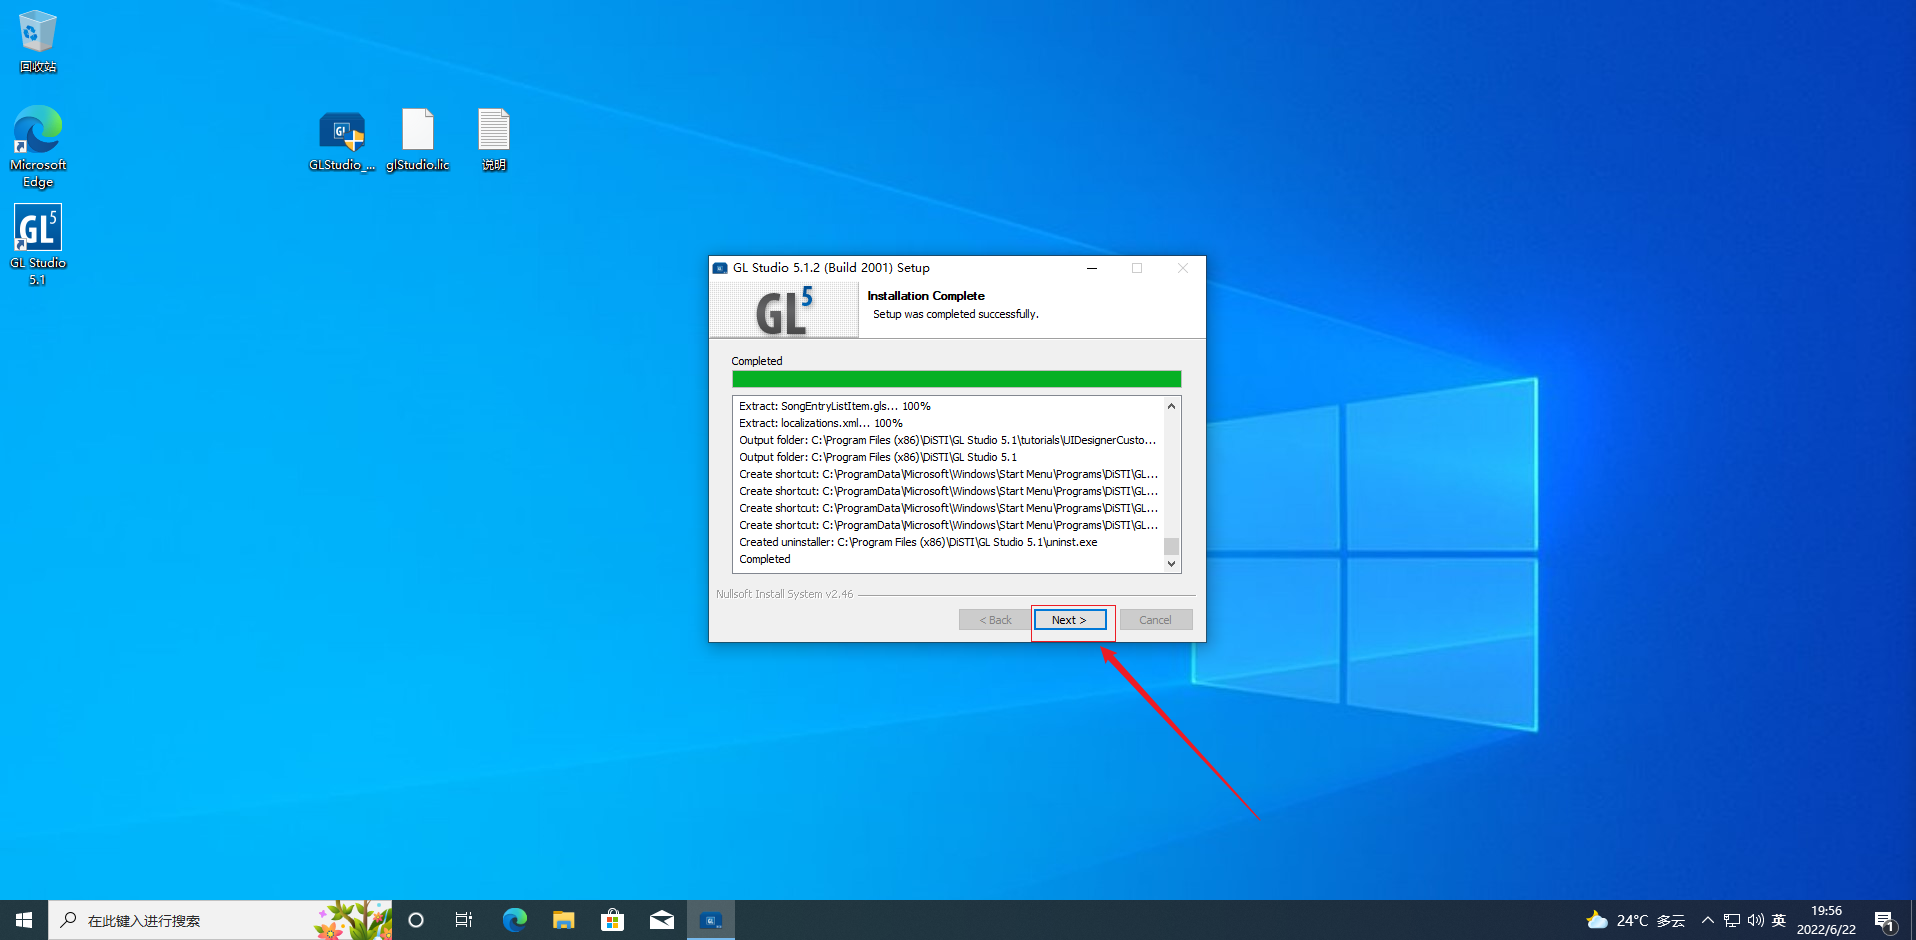 回收站
Microsoft
Edge
GL5
GL Studio
5.1
GL
GLStudio_...
glStudio.lic
说明
GL Studio 5.1.2 (Build 2001) Setup
GL5
Installation Complete
Setup was completed successfully.
Completed
Extract: SongEntryListItem.gls... 100%
Extract: localizations.xml... 100%
Output folder: C:\Program Files (x86)\DiSTI\GL Studio 5.1\tutorials\UIDesignerCusto...
Output folder: C:\Program Files (x86)\DiSTI\GL Studio 5.1
Create shortcut: C:\ProgramData\Microsoft\Windows\Start Menu\Programs\DiSTI\GL...
Create shortcut: C:\ProgramData\Microsoft\Windows\Start Menu\Programs\DiSTI\GL...
Create shortcut: C:\ProgramData\Microsoft\Windows\Start Menu\Programs\DiSTI\GL...
Create shortcut: C:\ProgramData\Microsoft\Windows\Start Menu\Programs\DiSTI\GL...
Created uninstaller: C:\Program Files (x86)\DiSTI\GL Studio 5.1\uninst.exe
Completed
Nullsoft Install System v2.46
< Back
Next >
Cancel
在此键入进行搜索
24°C 多云
英
19:56
2022/6/22
1